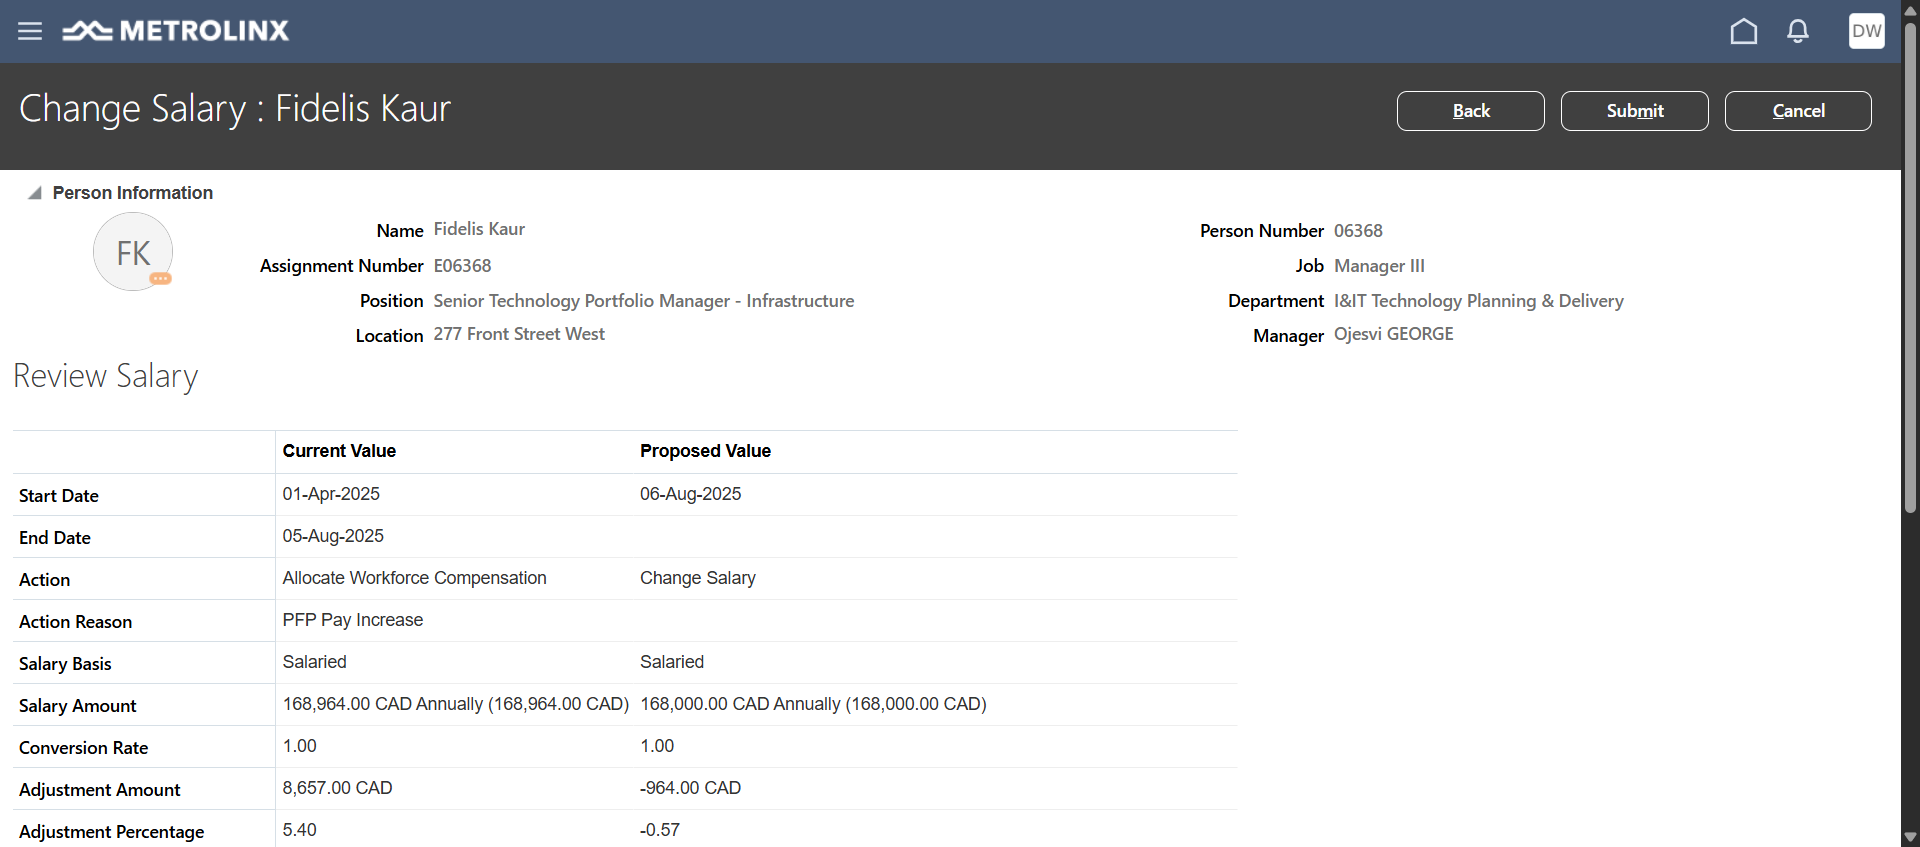 METROLINX
DW
Change Salary : Fidelis Kaur
Back
Submit
Cancel
Person Information
FK
Name Fidelis Kaur
Person Number 06368
Assignment Number E06368
Job Manager III
Position Senior Technology Portfolio Manager - Infrastructure
Department I&IT Technology Planning & Delivery
Location 277 Front Street West
Manager Ojesvi GEORGE
Review Salary
Current Value Proposed Value
Start Date 01-Apr-2025 06-Aug-2025
End Date 05-Aug-2025
Action Allocate Workforce Compensation Change Salary
Action Reason PFP Pay Increase
Salary Basis Salaried Salaried
Salary Amount 168,964.00 CAD Annually (168,964.00 CAD) 168,000.00 CAD Annually (168,000.00 CAD)
Conversion Rate 1.00 1.00
Adjustment Amount 8,657.00 CAD -964.00 CAD
Adjustment Percentage 5.40 -0.57